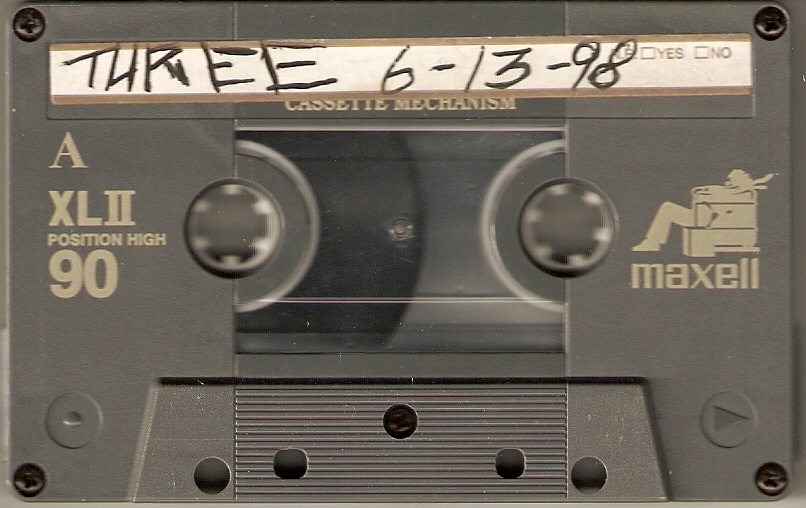 THREE 6-13-98 □YES □NO
CASSETTE MECHANISM
A
XLII
POSITION HIGH
90
maxell